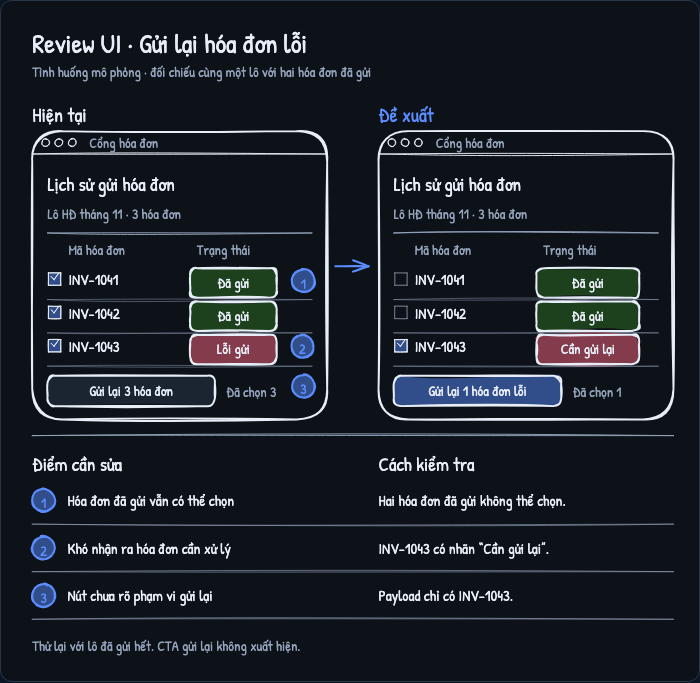 Review UI · Gửi lại hóa đơn lỗi
Tình huống mô phỏng · đối chiếu cùng một lô với hai hóa đơn đã gửi
Hiện tại
Cổng hóa đơn
Lịch sử gửi hóa đơn
Lô HĐ tháng 11 · 3 hóa đơn
Mã hóa đơn Trạng thái
INV-1041 Đã gửi 1
INV-1042 Đã gửi
INV-1043 Lỗi gửi 2
Gửi lại 3 hóa đơn Đã chọn 3 3
Đề xuất
Cổng hóa đơn
Lịch sử gửi hóa đơn
Lô HĐ tháng 11 · 3 hóa đơn
Mã hóa đơn Trạng thái
INV-1041 Đã gửi
INV-1042 Đã gửi
INV-1043 Cần gửi lại
Gửi lại 1 hóa đơn lỗi Đã chọn 1
Điểm cần sửa Cách kiểm tra
1 Hóa đơn đã gửi vẫn có thể chọn Hai hóa đơn đã gửi không thể chọn.
2 Khó nhận ra hóa đơn cần xử lý INV-1043 có nhãn “Cần gửi lại”.
3 Nút chưa rõ phạm vi gửi lại Payload chỉ có INV-1043.
Thử lại với lô đã gửi hết. CTA gửi lại không xuất hiện.